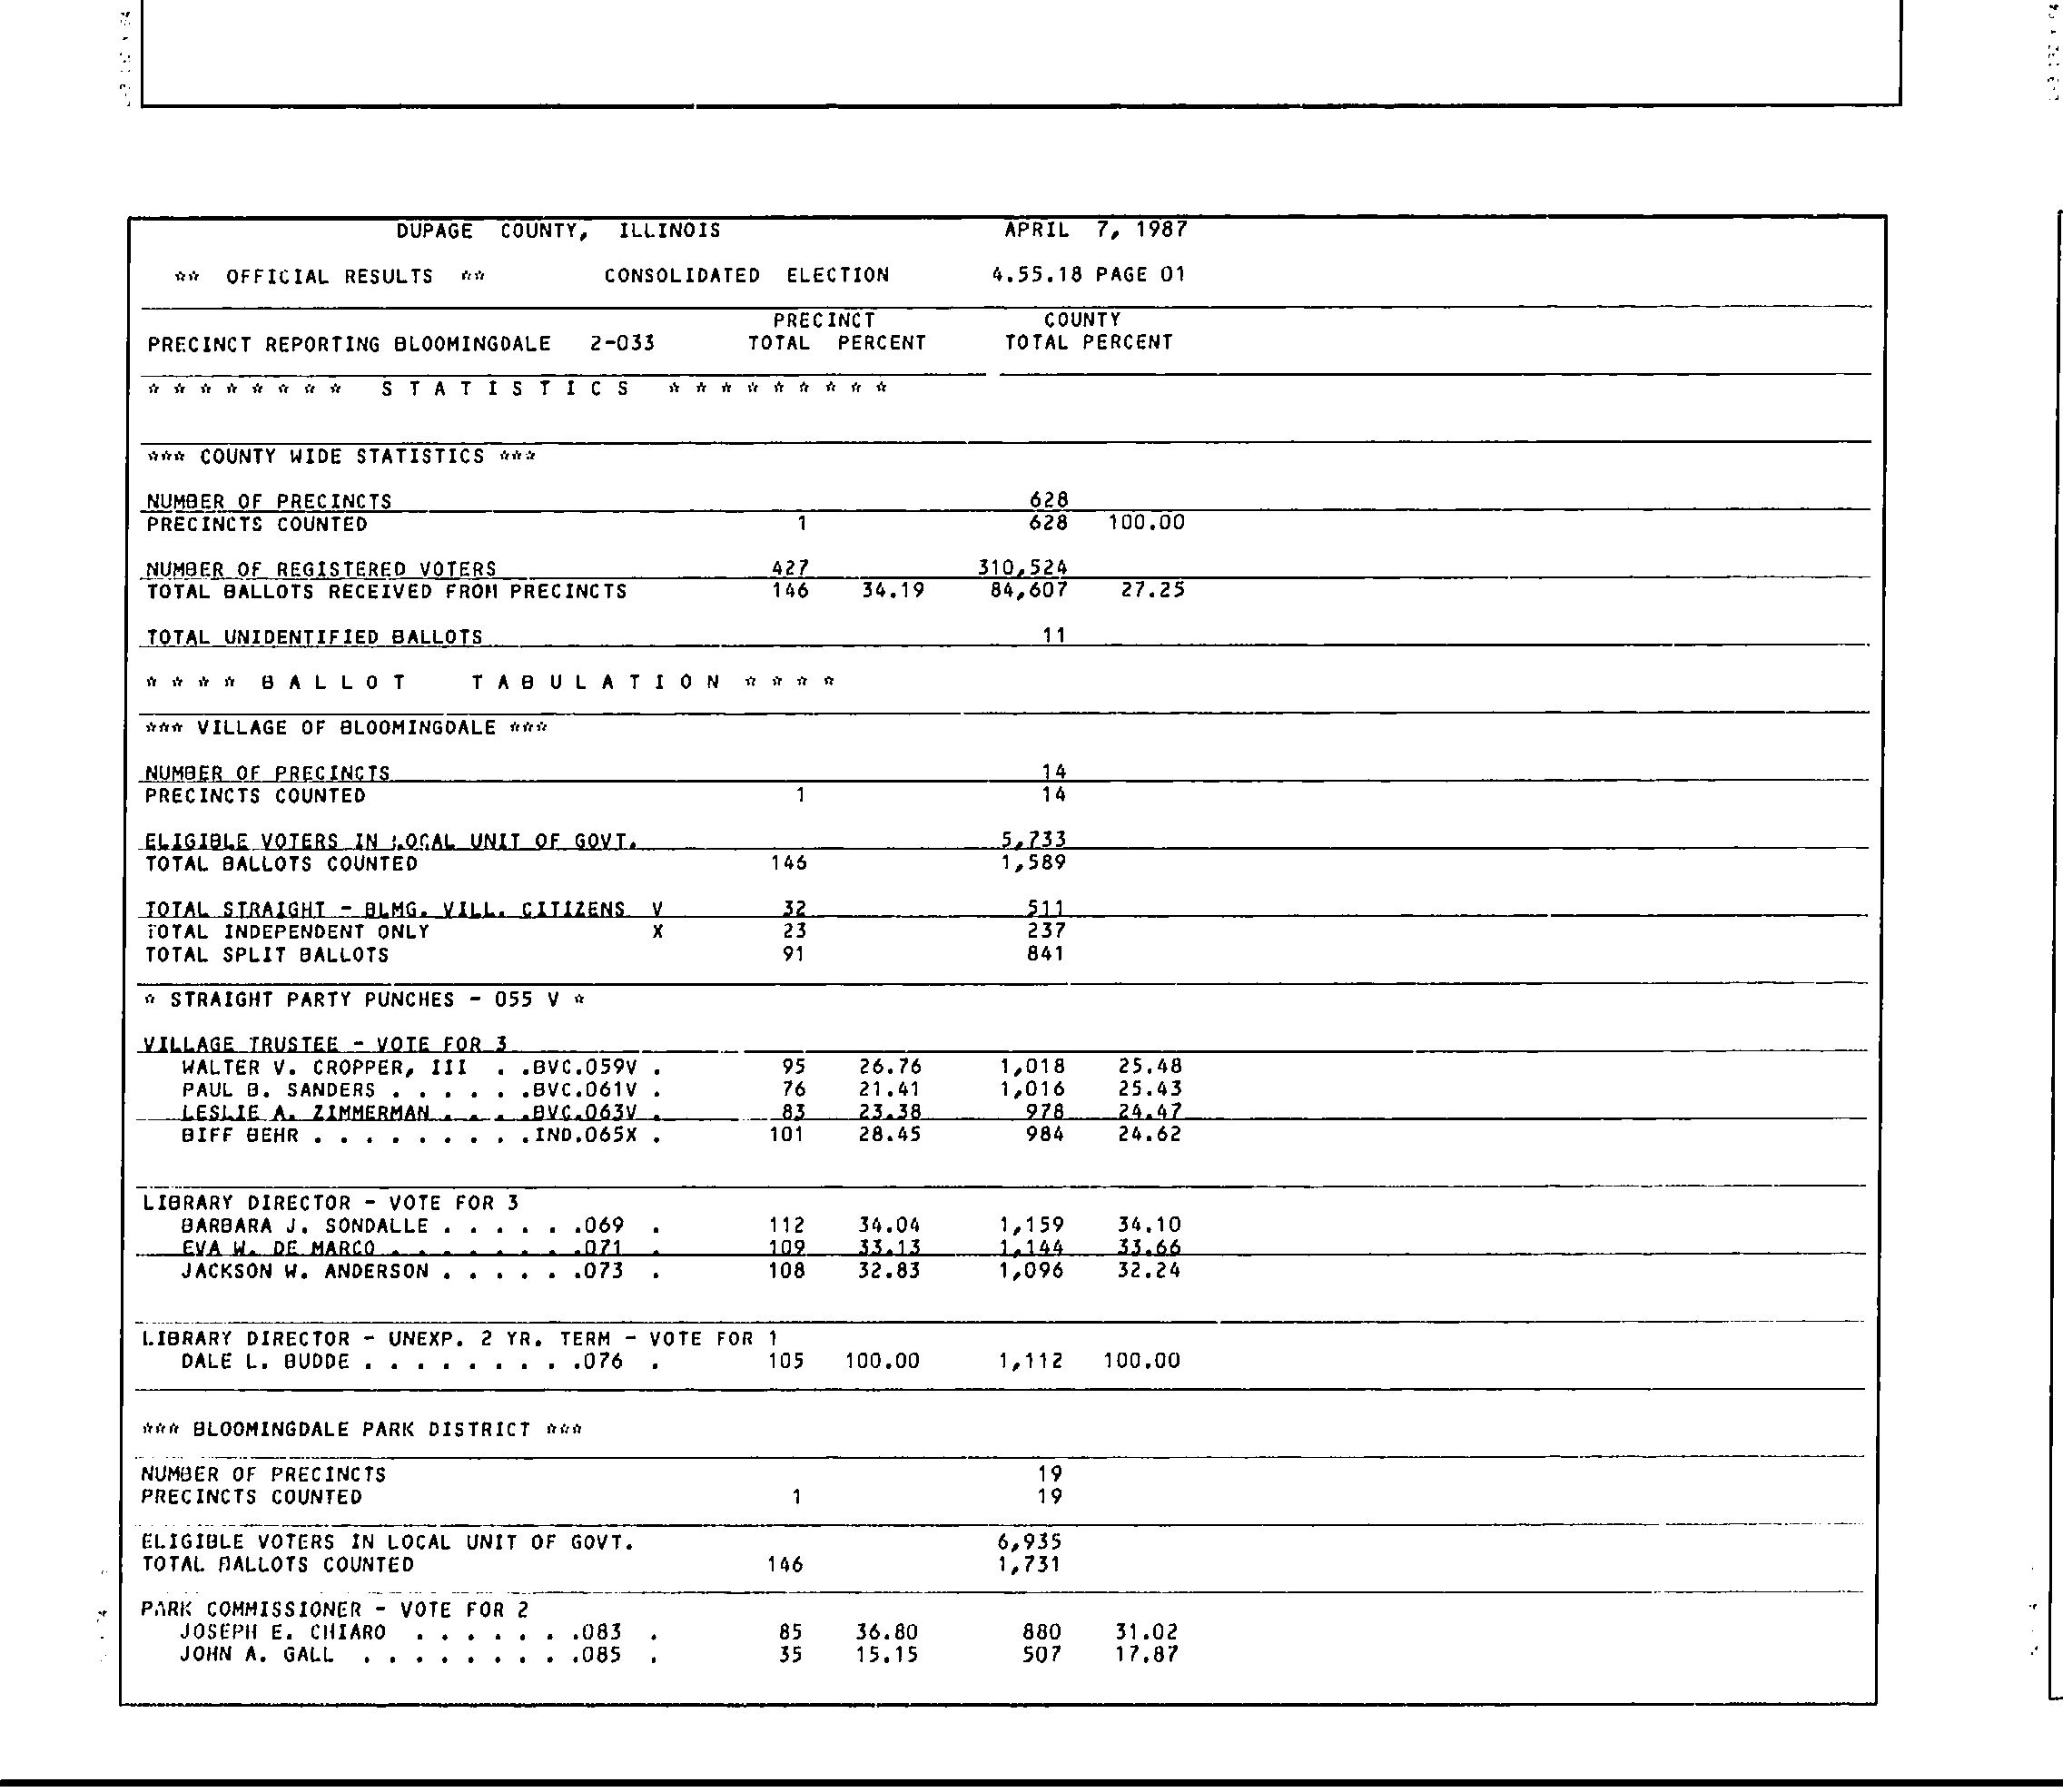 DUPAGE COUNTY, ILLINOIS APRIL 7, 1987
** OFFICIAL RESULTS ** CONSOLIDATED ELECTION 4.55.18 PAGE 01
PRECINCT COUNTY
PRECINCT REPORTING BLOOMINGDALE 2-033 TOTAL PERCENT TOTAL PERCENT
* * * * * * * * S T A T I S T I C S * * * * * * * * *
*** COUNTY WIDE STATISTICS ***
NUMBER OF PRECINCTS 628
PRECINCTS COUNTED 1 628 100.00
NUMBER OF REGISTERED VOTERS 427 310,524
TOTAL BALLOTS RECEIVED FROM PRECINCTS 146 34.19 84,607 27.25
TOTAL UNIDENTIFIED BALLOTS 11
* * * * B A L L O T T A B U L A T I O N * * * *
*** VILLAGE OF BLOOMINGDALE ***
NUMBER OF PRECINCTS 14
PRECINCTS COUNTED 1 14
ELIGIBLE VOTERS IN LOCAL UNIT OF GOVT. 5,733
TOTAL BALLOTS COUNTED 146 1,589
TOTAL STRAIGHT - BLMG. VILL. CITIZENS V 32 511
TOTAL INDEPENDENT ONLY X 23 237
TOTAL SPLIT BALLOTS 91 841
* STRAIGHT PARTY PUNCHES - 055 V *
VILLAGE TRUSTEE - VOTE FOR 3
WALTER V. CROPPER, III . .BVC.059V . 95 26.76 1,018 25.48
PAUL B. SANDERS . . . . . .BVC.061V . 76 21.41 1,016 25.43
LESLIE A. ZIMMERMAN . . . .BVC.063V . 83 23.38 978 24.47
BIFF BEHR . . . . . . . . .IND.065X . 101 28.45 984 24.62
LIBRARY DIRECTOR - VOTE FOR 3
BARBARA J. SONDALLE . . . . . .069 . 112 34.04 1,159 34.10
EVA W. DE MARCO . . . . . . . .071 . 109 33.13 1,144 33.66
JACKSON W. ANDERSON . . . . . .073 . 108 32.83 1,096 32.24
LIBRARY DIRECTOR - UNEXP. 2 YR. TERM - VOTE FOR 1
DALE L. BUDDE . . . . . . . . .076 . 105 100.00 1,112 100.00
*** BLOOMINGDALE PARK DISTRICT ***
NUMBER OF PRECINCTS 19
PRECINCTS COUNTED 1 19
ELIGIBLE VOTERS IN LOCAL UNIT OF GOVT. 6,935
TOTAL BALLOTS COUNTED 146 1,731
PARK COMMISSIONER - VOTE FOR 2
JOSEPH E. CHIARO . . . . . . .083 . 85 36.80 880 31.02
JOHN A. GALL . . . . . . . . .085 . 35 15.15 507 17.87